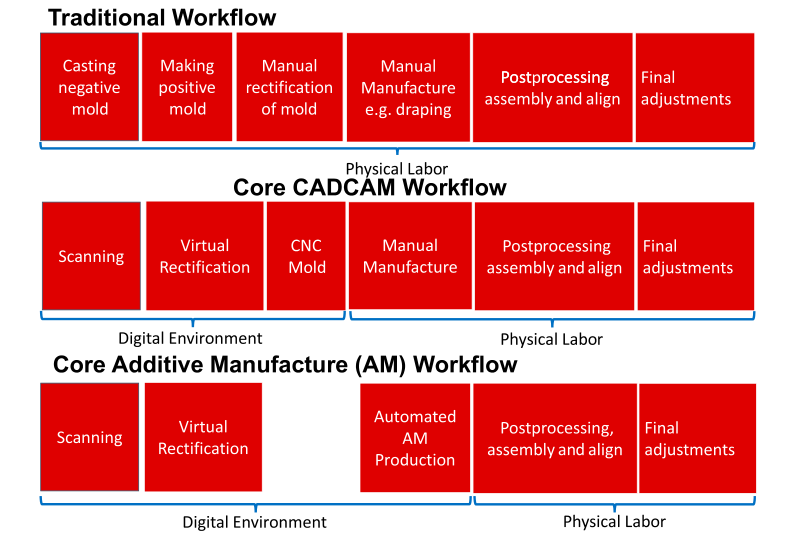 Traditional Workflow
Casting
negative
mold
Making
positive
mold
Manual
rectification
of mold
Manual
Manufacture
e.g. draping
Postprocessing
assembly and align
Final
adjustments
Physical Labor
Core CADCAM Workflow
Scanning
Virtual
Rectification
CNC
Mold
Manual
Manufacture
Postprocessing
assembly and align
Final
adjustments
Digital Environment
Physical Labor
Core Additive Manufacture (AM) Workflow
Scanning
Virtual
Rectification
Automated
AM
Production
Postprocessing,
assembly and align
Final
adjustments
Digital Environment
Physical Labor